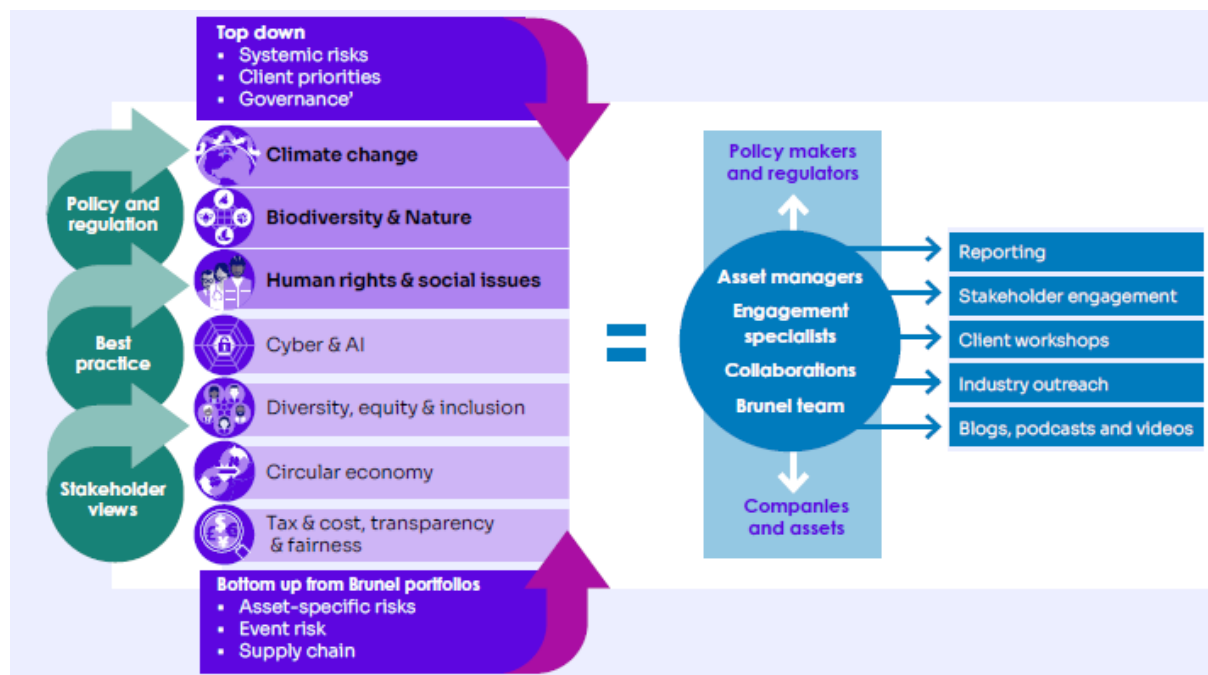 Top down
▪ Systemic risks
▪ Client priorities
▪ Governance’
Policy and
regulation
Best
practice
Stakeholder
views
Climate change
Biodiversity & Nature
Human rights & social issues
Cyber & AI
Diversity, equity & inclusion
Circular economy
Tax & cost, transparency
& fairness
Bottom up from Brunel portfolios
▪ Asset-specific risks
▪ Event risk
▪ Supply chain
=
Policy makers
and regulators
Asset managers
Engagement
specialists
Collaborations
Brunel team
Companies
and assets
Reporting
Stakeholder engagement
Client workshops
Industry outreach
Blogs, podcasts and videos